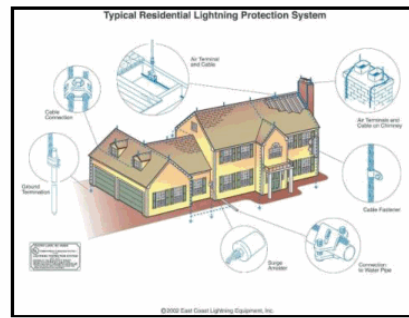 Typical Residential Lightning Protection System
Air Terminal
and Cable
Cable
Connection
Air Terminals and
Cable on Chimney
Ground
Termination
Cable Fastener
Surge
Arrester
Connection
to Water Pipe
©2002 East Coast Lightning Equipment, Inc.